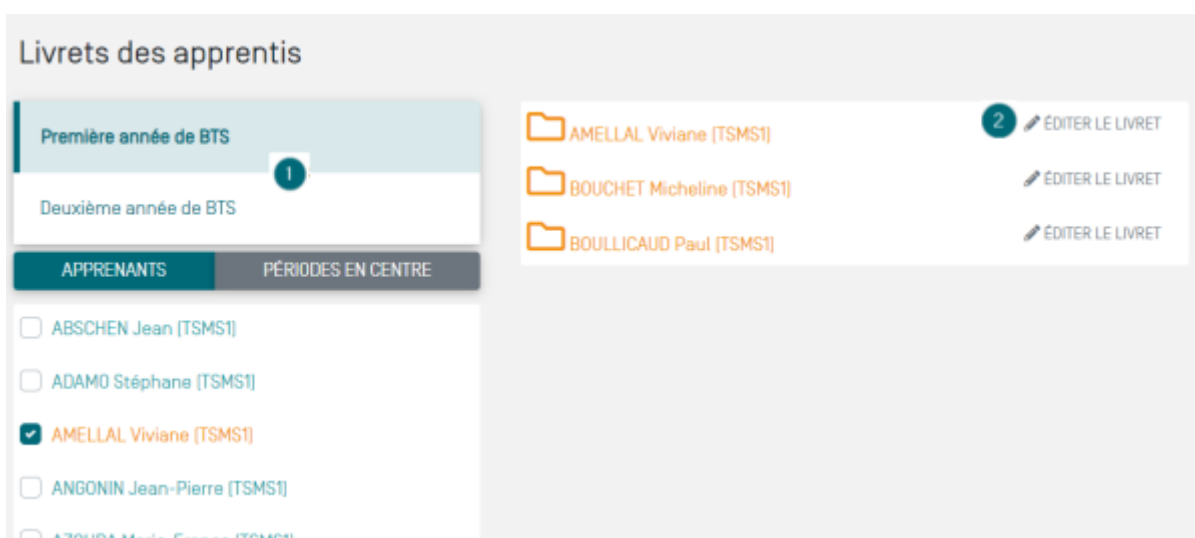 Livrets des apprentis
Première année de BTS
1
Deuxième année de BTS
APPRENANTS PÉRIODES EN CENTRE
ABSCHEN Jean (TSMS1)
ADAMO Stéphane (TSMS1)
AMELLAL Viviane (TSMS1)
ANGONIN Jean-Pierre (TSMS1)
AMELLAL Viviane (TSMS1) 2 ÉDITER LE LIVRET
BOUCHET Micheline (TSMS1) ÉDITER LE LIVRET
BOULLICAUD Paul (TSMS1) ÉDITER LE LIVRET